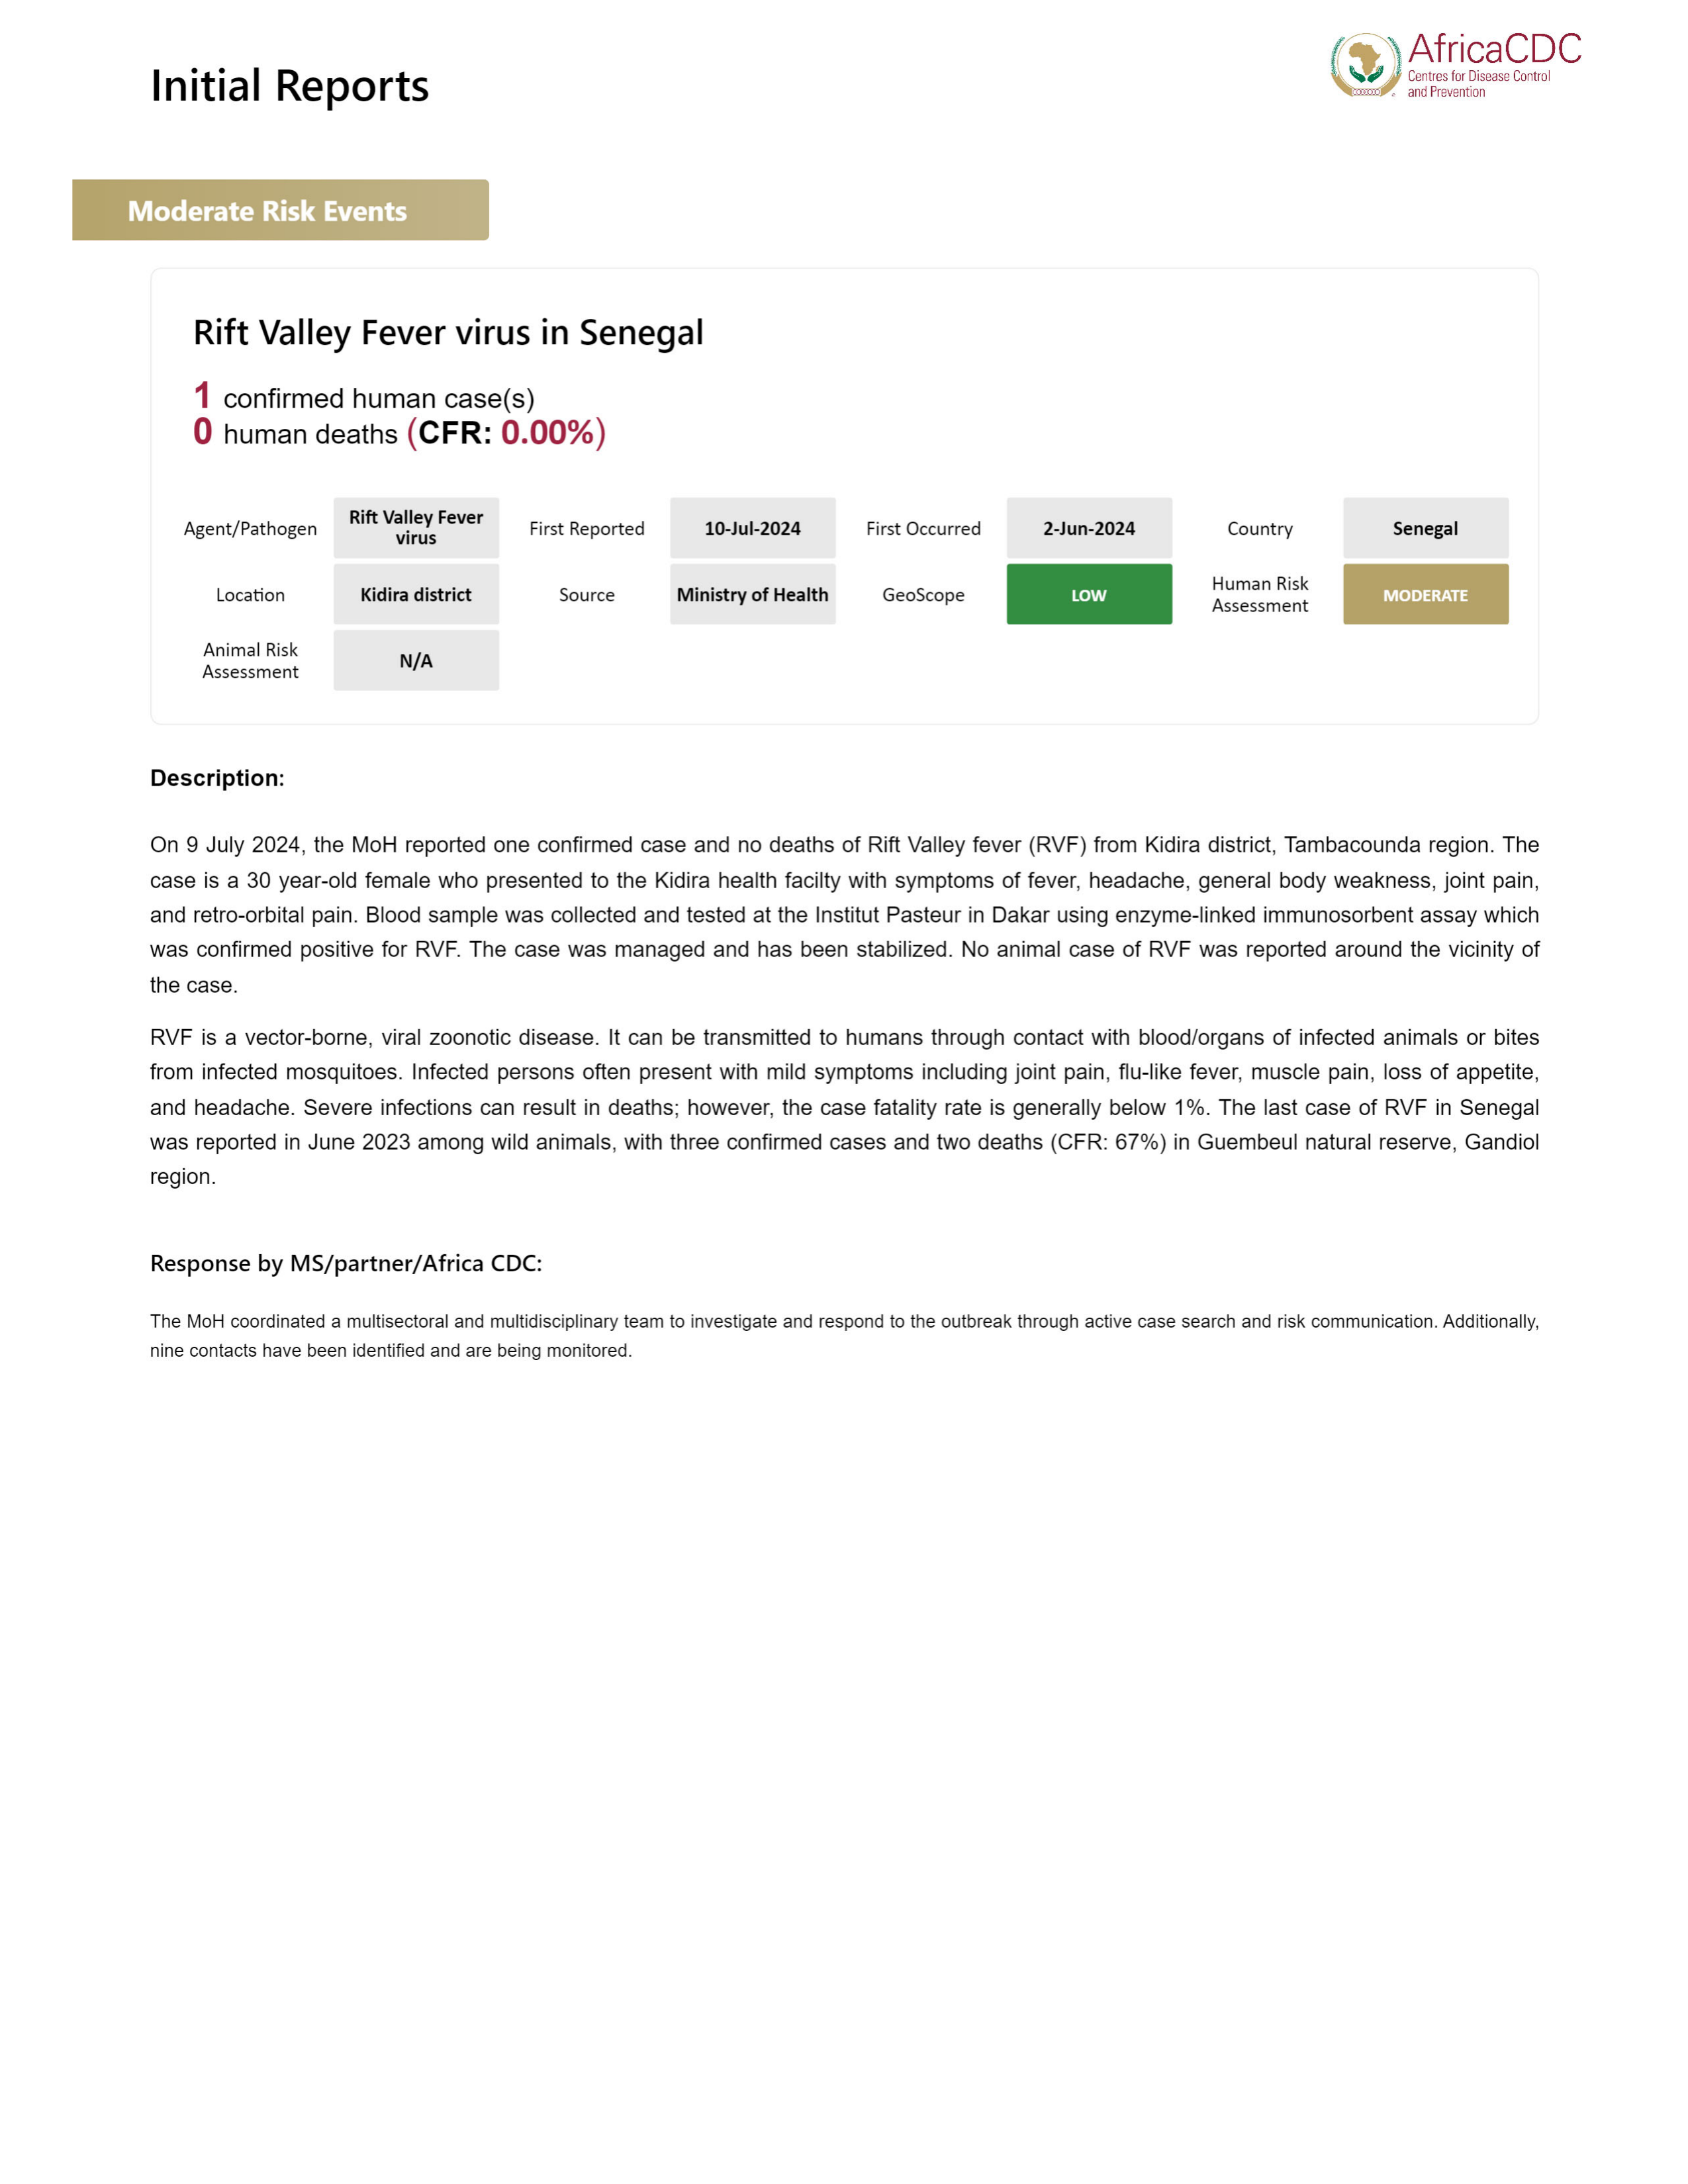 Initial Reports
AfricaCDC
Centres for Disease Control
and Prevention
Moderate Risk Events
Rift Valley Fever virus in Senegal
1 confirmed human case(s)
0 human deaths (CFR: 0.00%)
Agent/Pathogen
Rift Valley Fever
virus
First Reported
10-Jul-2024
First Occurred
2-Jun-2024
Country
Senegal
Location
Kidira district
Source
Ministry of Health
GeoScope
LOW
Human Risk
Assessment
MODERATE
Animal Risk
Assessment
N/A
Description:
On 9 July 2024, the MoH reported one confirmed case and no deaths of Rift Valley fever (RVF) from Kidira district, Tambacounda region. The
case is a 30 year-old female who presented to the Kidira health facilty with symptoms of fever, headache, general body weakness, joint pain,
and retro-orbital pain. Blood sample was collected and tested at the Institut Pasteur in Dakar using enzyme-linked immunosorbent assay which
was confirmed positive for RVF. The case was managed and has been stabilized. No animal case of RVF was reported around the vicinity of
the case.
RVF is a vector-borne, viral zoonotic disease. It can be transmitted to humans through contact with blood/organs of infected animals or bites
from infected mosquitoes. Infected persons often present with mild symptoms including joint pain, flu-like fever, muscle pain, loss of appetite,
and headache. Severe infections can result in deaths; however, the case fatality rate is generally below 1%. The last case of RVF in Senegal
was reported in June 2023 among wild animals, with three confirmed cases and two deaths (CFR: 67%) in Guembeul natural reserve, Gandiol
region.
Response by MS/partner/Africa CDC:
The MoH coordinated a multisectoral and multidisciplinary team to investigate and respond to the outbreak through active case search and risk communication. Additionally,
nine contacts have been identified and are being monitored.